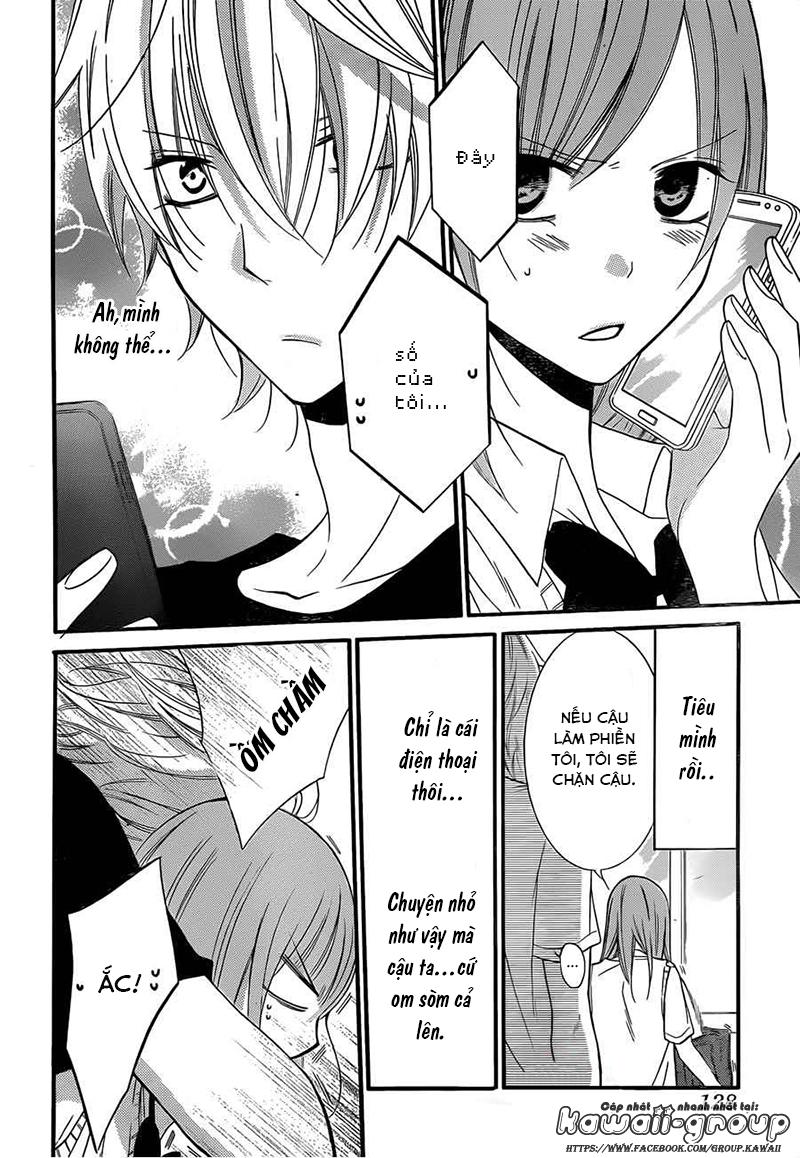 Đây
số
của
tôi...
Ah, mình
không thể...
Tiêu
mình
rồi..
NẾU CẬU
LÀM PHIỀN
TÔI, TÔI SẼ
CHẶN CẬU.
...
Chỉ là cái
điện thoại
thôi...
Chuyện nhỏ
như vậy mà
cậu ta...cứ
om sòm cả
lên.
ÔM CHẦM
ẮC!
128
Cập nhật nhanh nhất tại:
kawaii-group
HTTPS://WWW.FACEBOOK.COM/GROUP.KAWAII